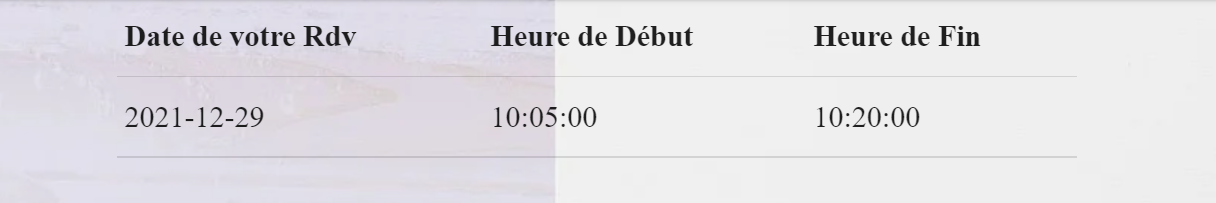 Date de votre Rdv Heure de Début Heure de Fin
2021-12-29 10:05:00 10:20:00